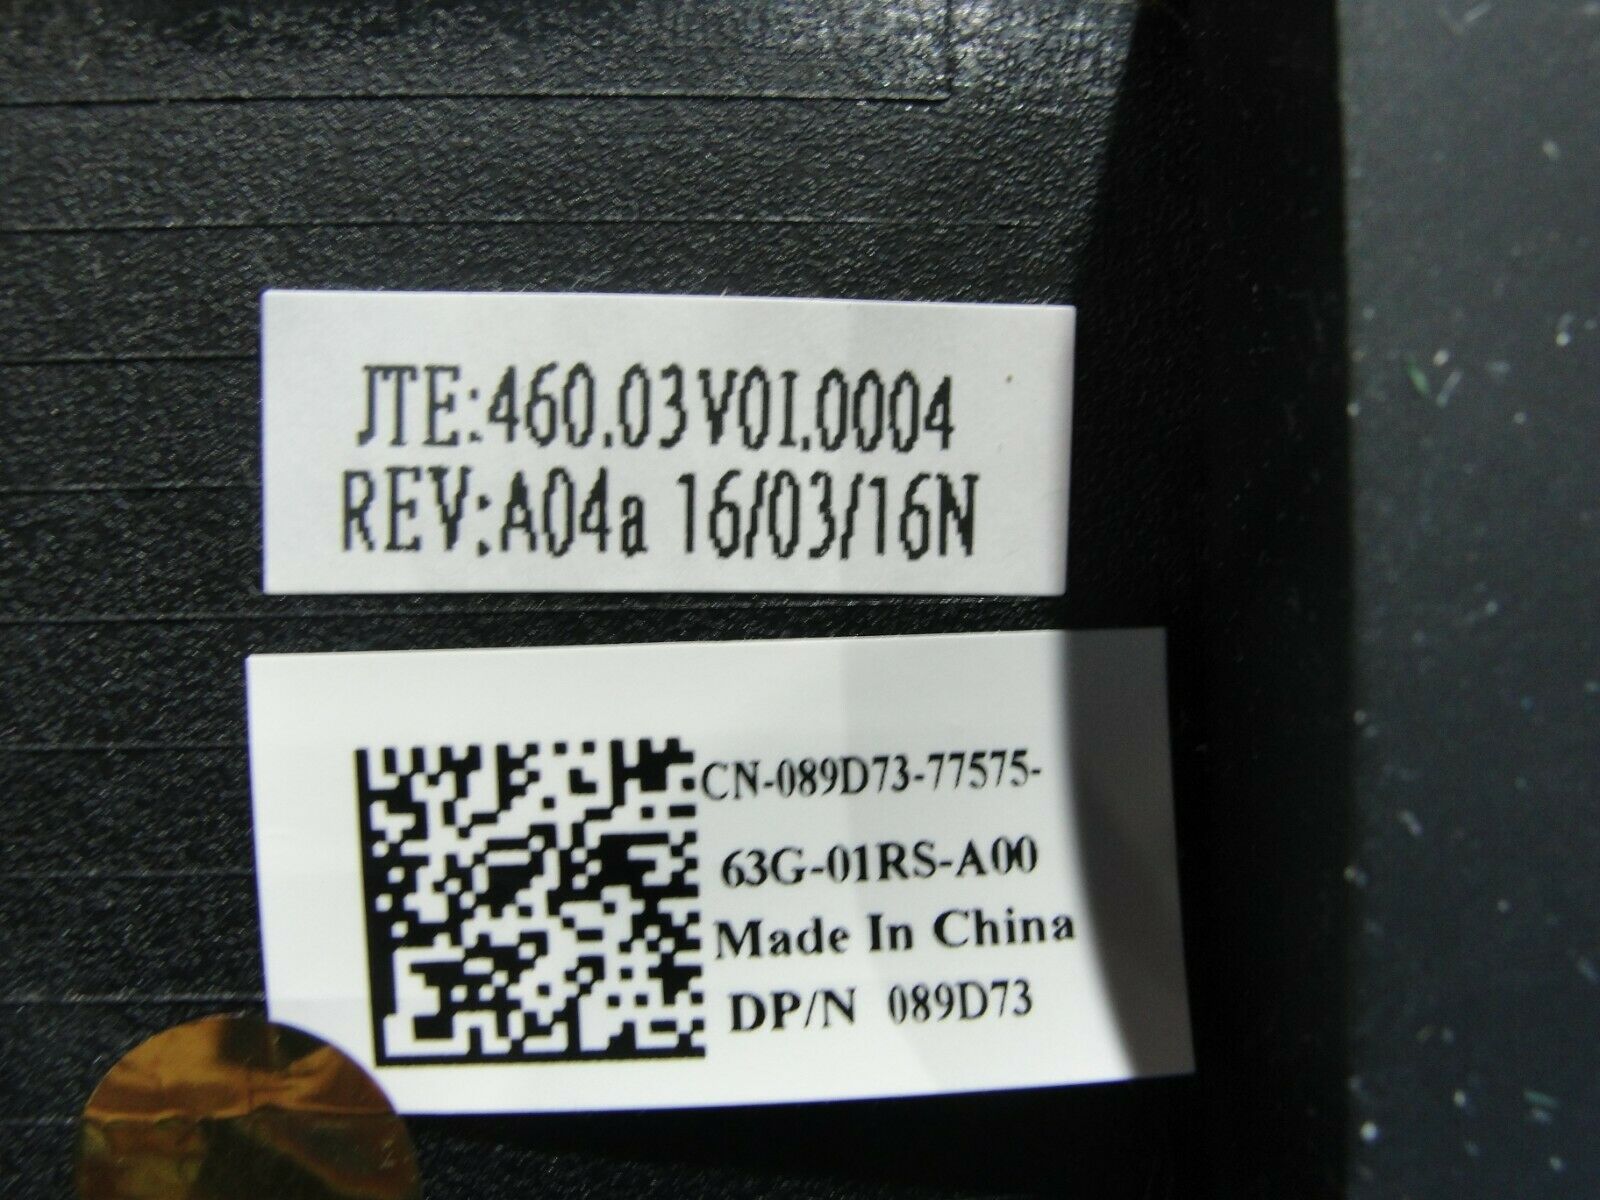 JTE:460.03V0I.0004
REV:A04a 16/03/16N
CN-089D73-77575-
63G-01RS-A00
Made In China
DP/N 089D73